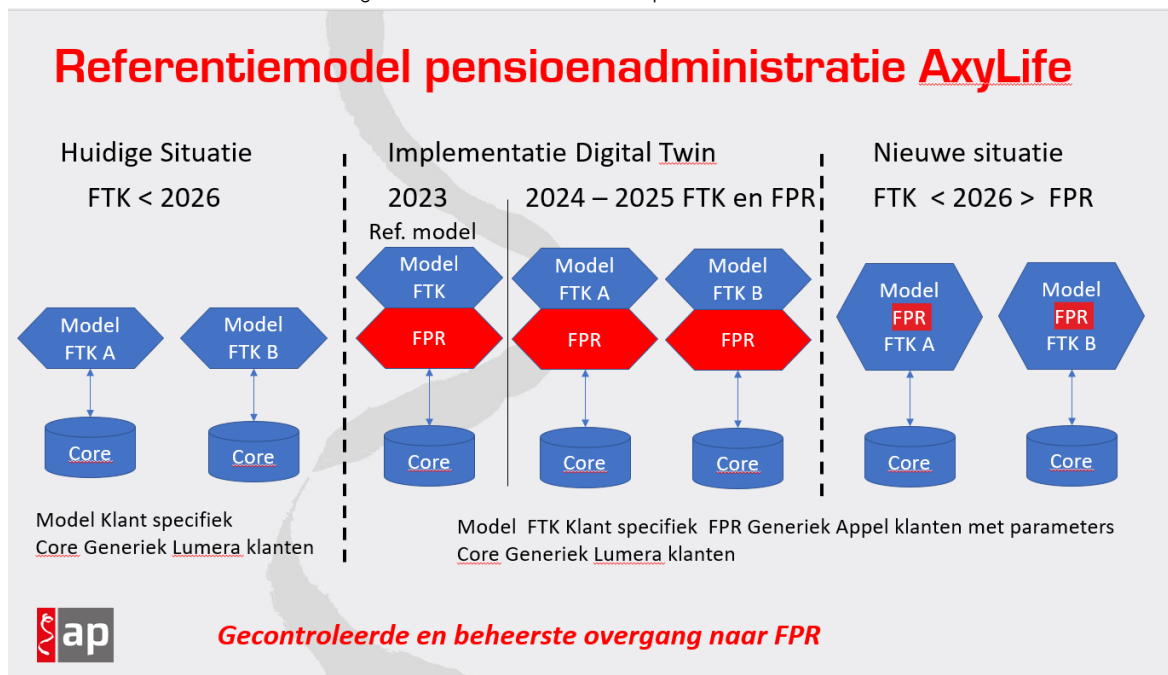 Referentiemodel pensioenadministratie AxyLife
Huidige Situatie
FTK < 2026
Model
FTK A
Model
FTK B
Core
Core
Model Klant specifiek
Core Generiek Lumera klanten
Implementatie Digital Twin
2023
2024 – 2025 FTK en FPR
Ref. model
Model
FTK
FPR
Model
FTK A
FPR
Model
FTK B
FPR
Core
Core
Core
Nieuwe situatie
FTK < 2026 > FPR
Model
FPR
FTK A
Model
FPR
FTK B
Core
Core
Model FTK Klant specifiek FPR Generiek Appel klanten met parameters
Core Generiek Lumera klanten
ap
Gecontroleerde en beheerste overgang naar FPR